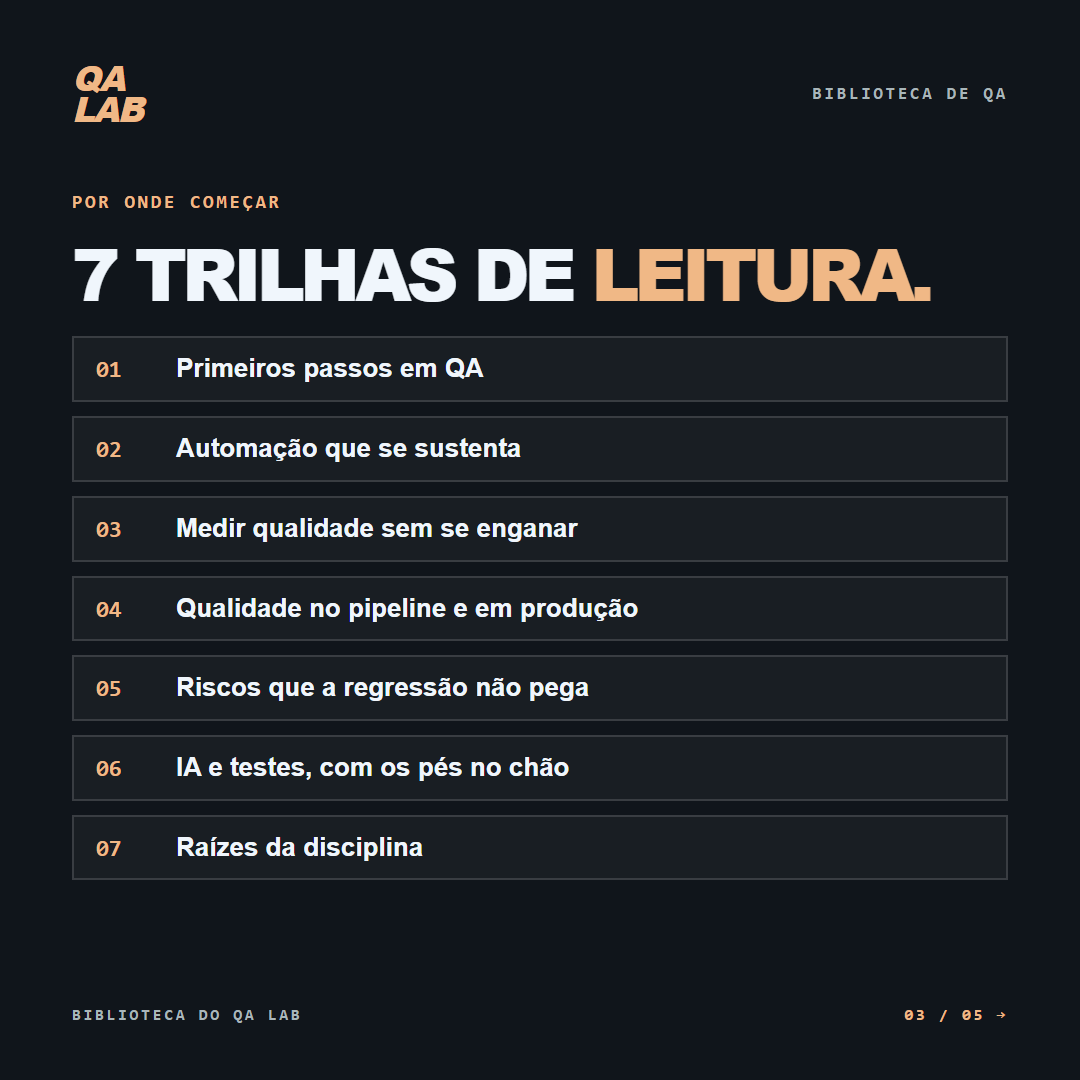 QA
LAB
BIBLIOTECA DE QA
POR ONDE COMEÇAR
7 TRILHAS DE LEITURA.
01 Primeiros passos em QA
02 Automação que se sustenta
03 Medir qualidade sem se enganar
04 Qualidade no pipeline e em produção
05 Riscos que a regressão não pega
06 IA e testes, com os pés no chão
07 Raízes da disciplina
BIBLIOTECA DO QA LAB
03 / 05 →